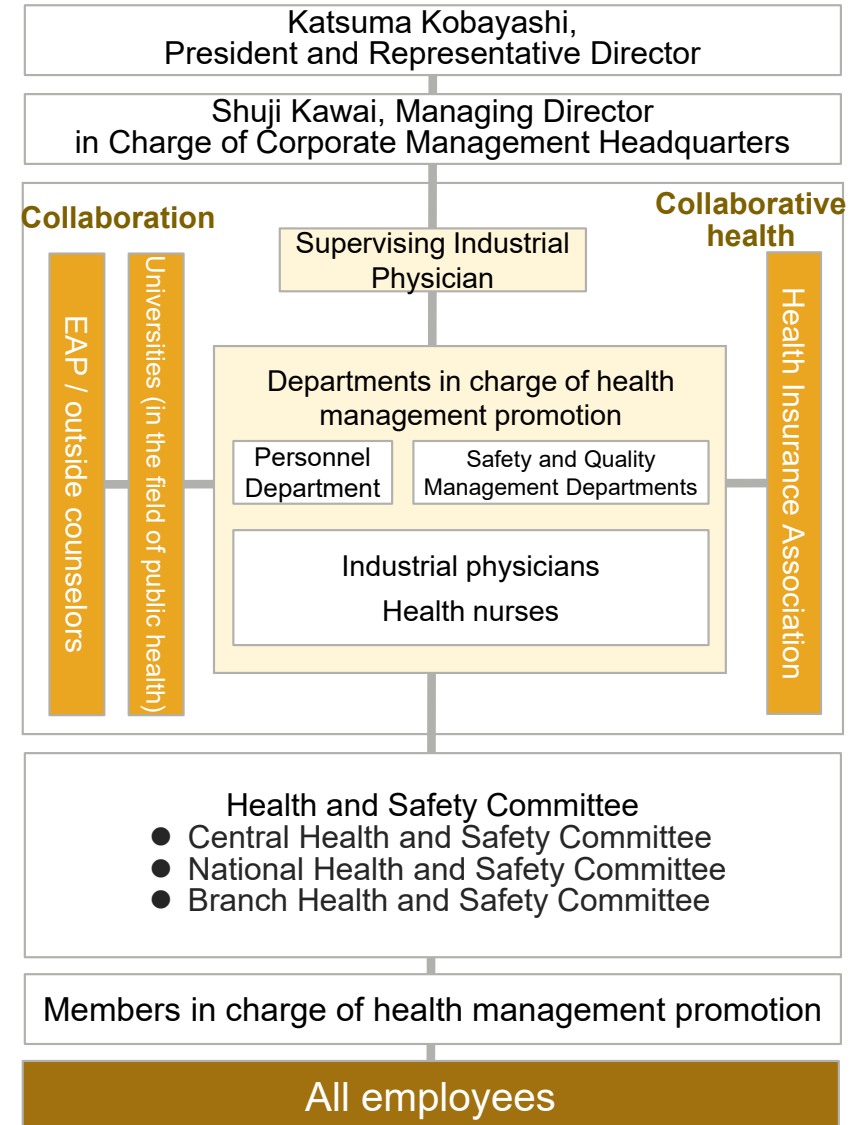 Katsuma Kobayashi,
President and Representative Director
Shuji Kawai, Managing Director
in Charge of Corporate Management Headquarters
Collaboration
Collaborative
health
Supervising Industrial
Physician
EAP / outside counselors
Universities (in the field of public health)
Departments in charge of health
management promotion
Personnel
Department
Safety and Quality
Management Departments
Industrial physicians
Health nurses
Health Insurance Association
Health and Safety Committee
● Central Health and Safety Committee
● National Health and Safety Committee
● Branch Health and Safety Committee
Members in charge of health management promotion
All employees